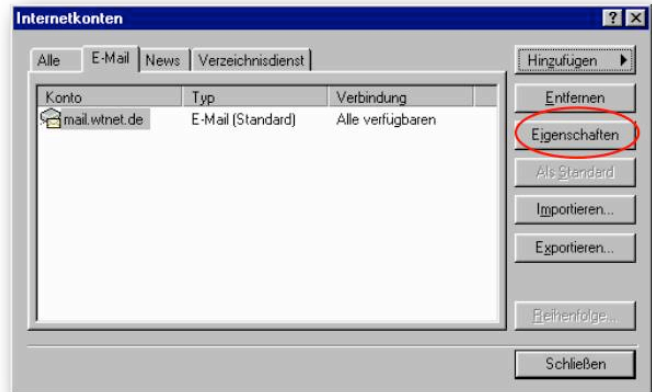 Internetkonten
Alle E-Mail News Verzeichnisdienst
Hinzufügen
Konto Typ Verbindung
mail.wtnet.de E-Mail (Standard) Alle verfügbaren
Entfernen
Eigenschaften
Als Standard
Importieren...
Exportieren...
Reihenfolge...
Schließen